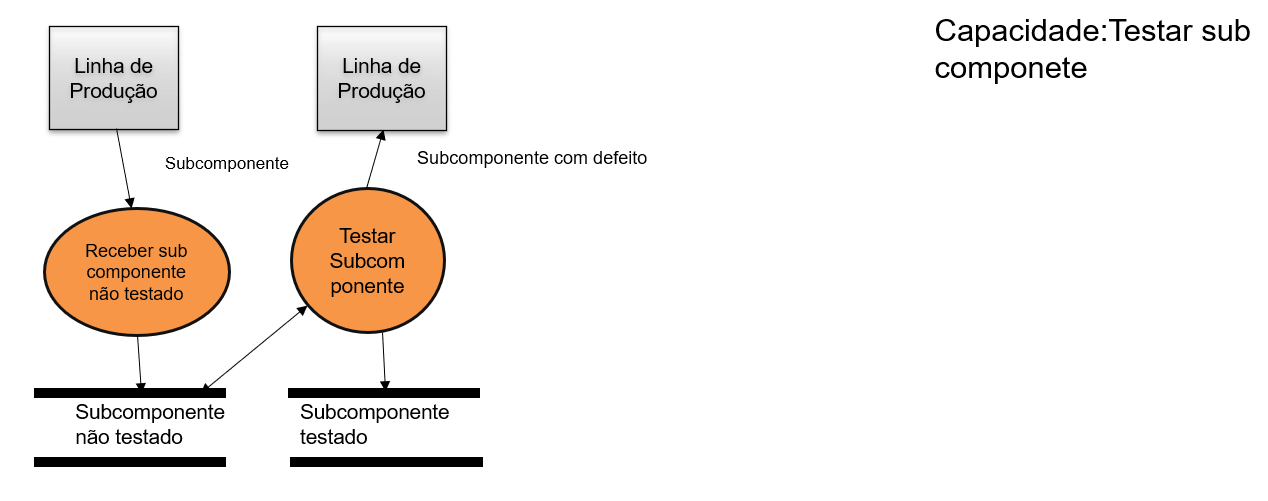 Capacidade:Testar sub
componete
Linha de
Produção
Linha de
Produção
Subcomponente
Subcomponente com defeito
Receber sub
componente
não testado
Testar
Subcom
ponente
Subcomponente
não testado
Subcomponente
testado